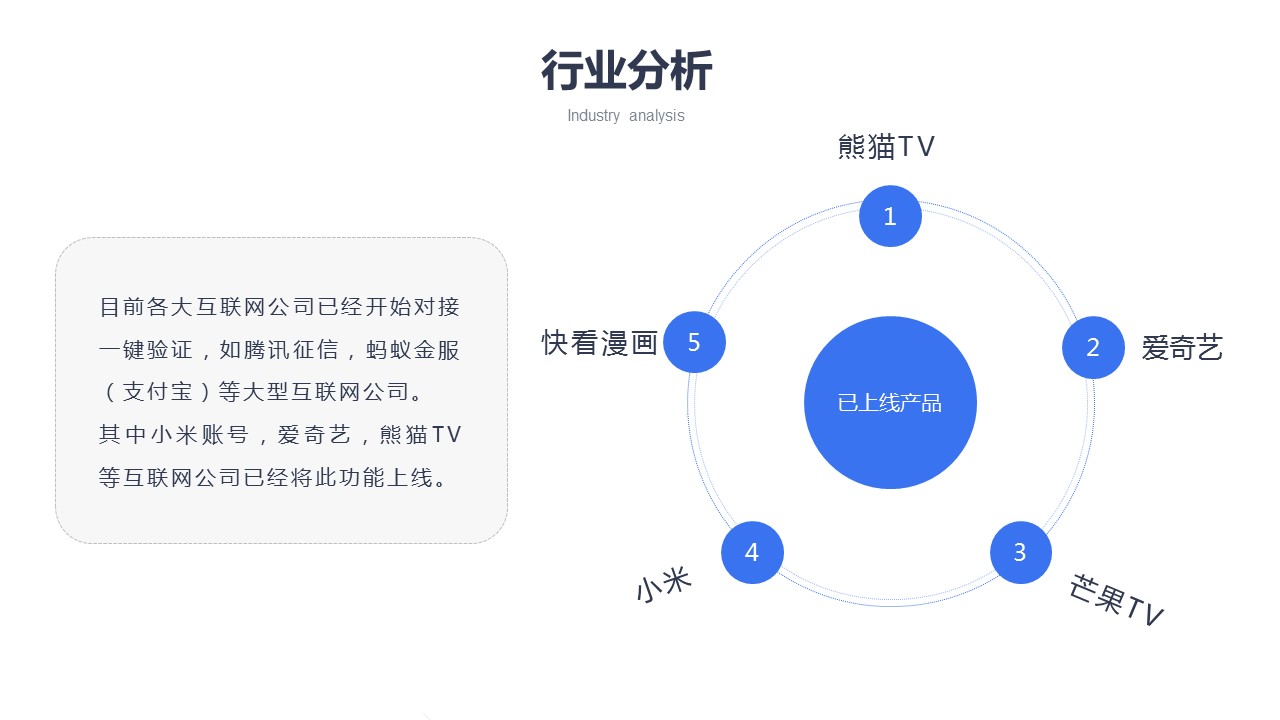 行业分析
Industry analysis
目前各大互联网公司已经开始对接
一键验证，如腾讯征信，蚂蚁金服
（支付宝）等大型互联网公司。
其中小米账号，爱奇艺，熊猫TV
等互联网公司已经将此功能上线。
熊猫TV
1
2
爱奇艺
3
芒果TV
4
小米
5
快看漫画
已上线产品